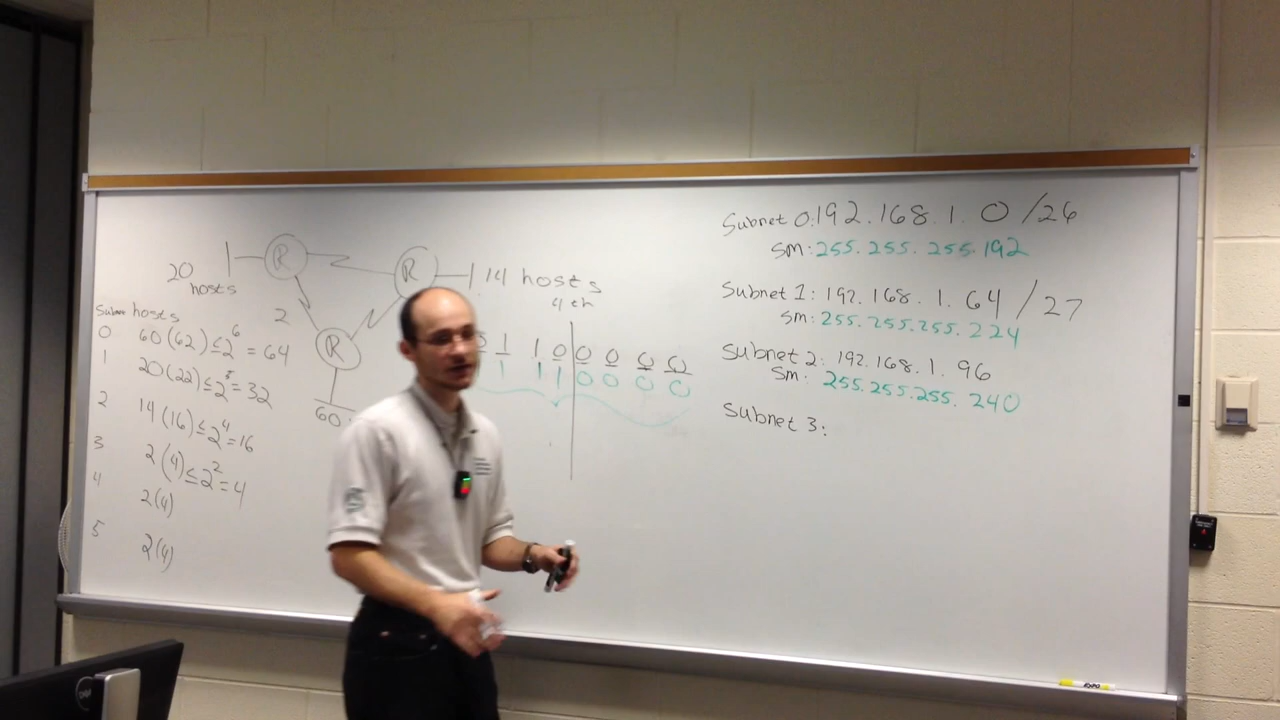 20
hosts
R
R
14 hosts
2
R
60
hosts
0 60(62)≤2^6 = 64
1 20(22)≤2^5 = 32
2 14(16)≤2^4 = 16
3 2(4)≤2^2 = 4
4 2(4)
5 2(4)
1 1 0 0 0 0 0
1 1 1 0 0 0 0
Subnet 0: 192.168.1.0 /26
SM: 255.255.255.192
Subnet 1: 192.168.1.64 /27
SM: 255.255.255.224
Subnet 2: 192.168.1.96
SM: 255.255.255.240
Subnet 3:
EXPO
DELL